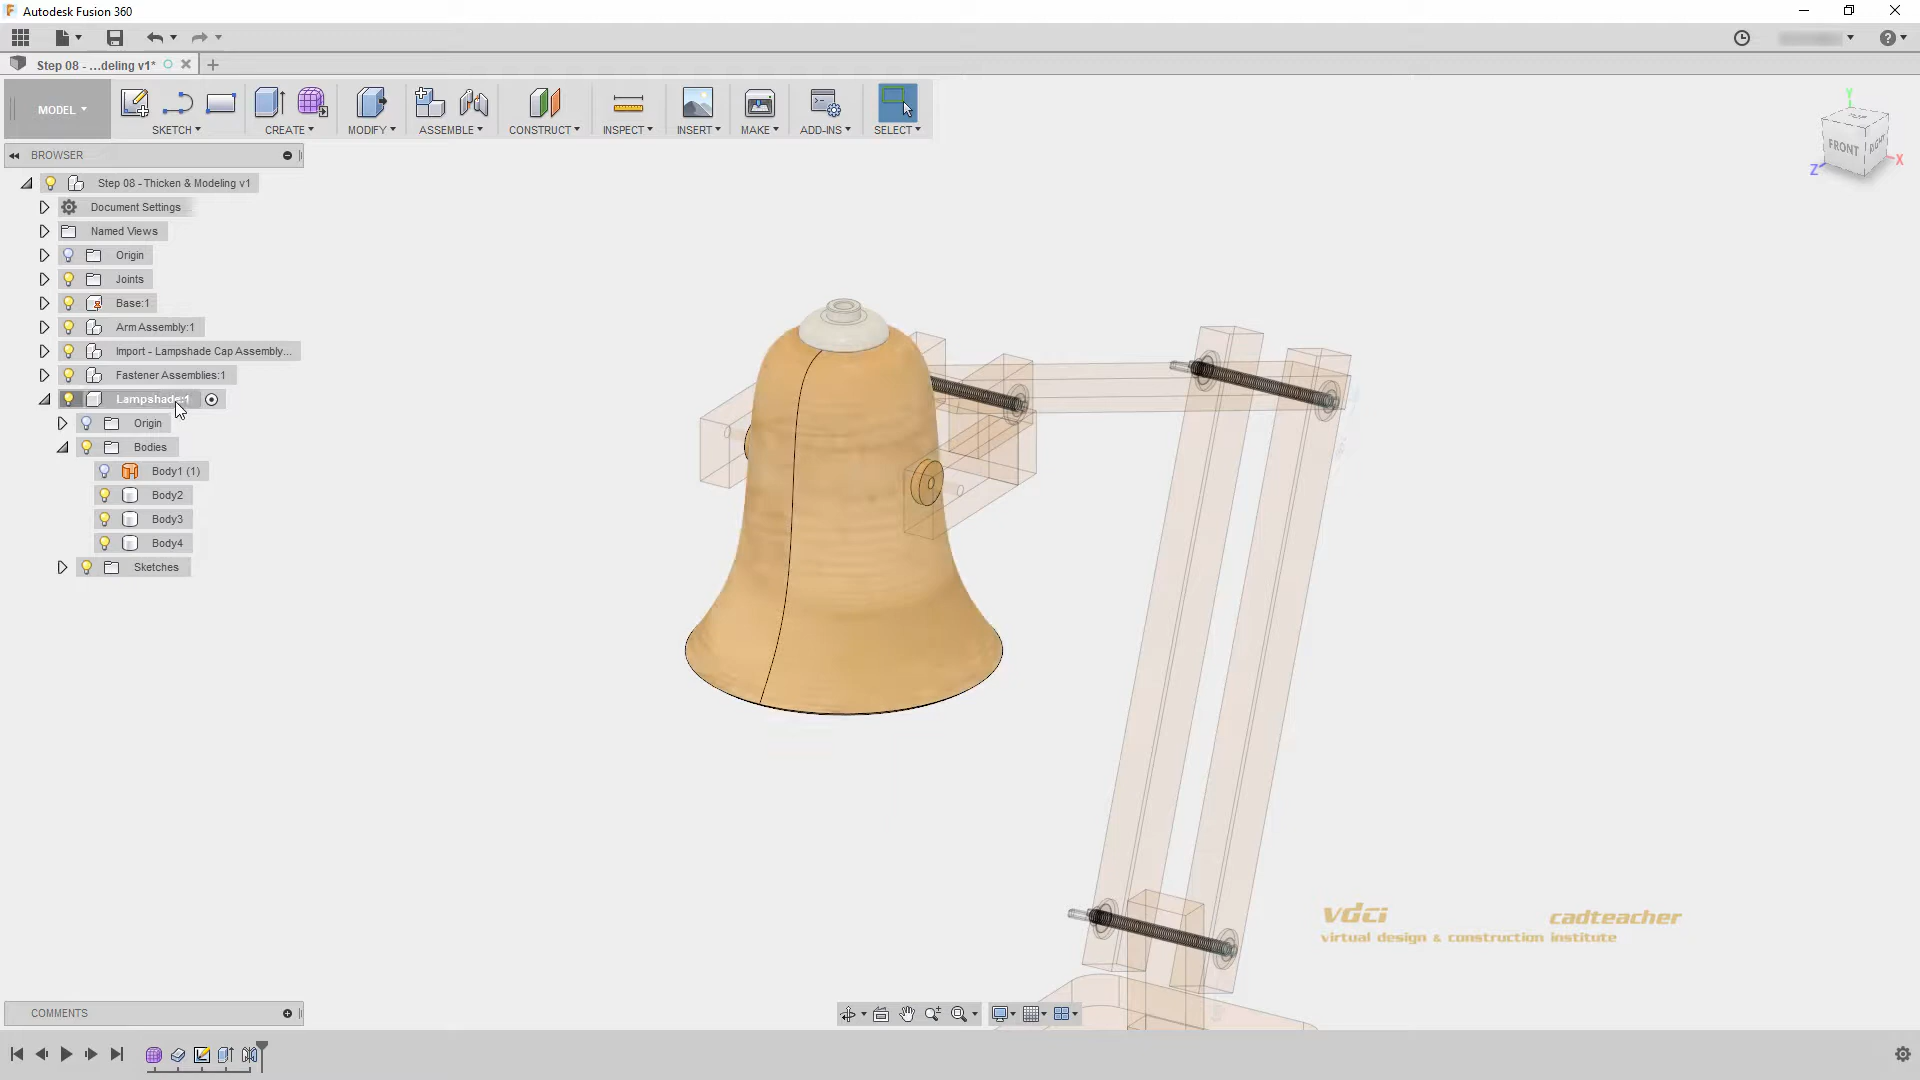 Autodesk Fusion 360
Step 08 - ...deling v1*
MODEL
SKETCH
CREATE
MODIFY
ASSEMBLE
CONSTRUCT
INSPECT
INSERT
MAKE
ADD-INS
SELECT
TOP
FRONT
RIGHT
Y
X
Z
BROWSER
Step 08 - Thicken & Modeling v1
Document Settings
Named Views
Origin
Joints
Base:1
Arm Assembly:1
Import - Lampshade Cap Assembly...
Fastener Assemblies:1
Lampshade:1
Origin
Bodies
Body1 (1)
Body2
Body3
Body4
Sketches
vdci cadteacher
virtual design & construction institute
COMMENTS